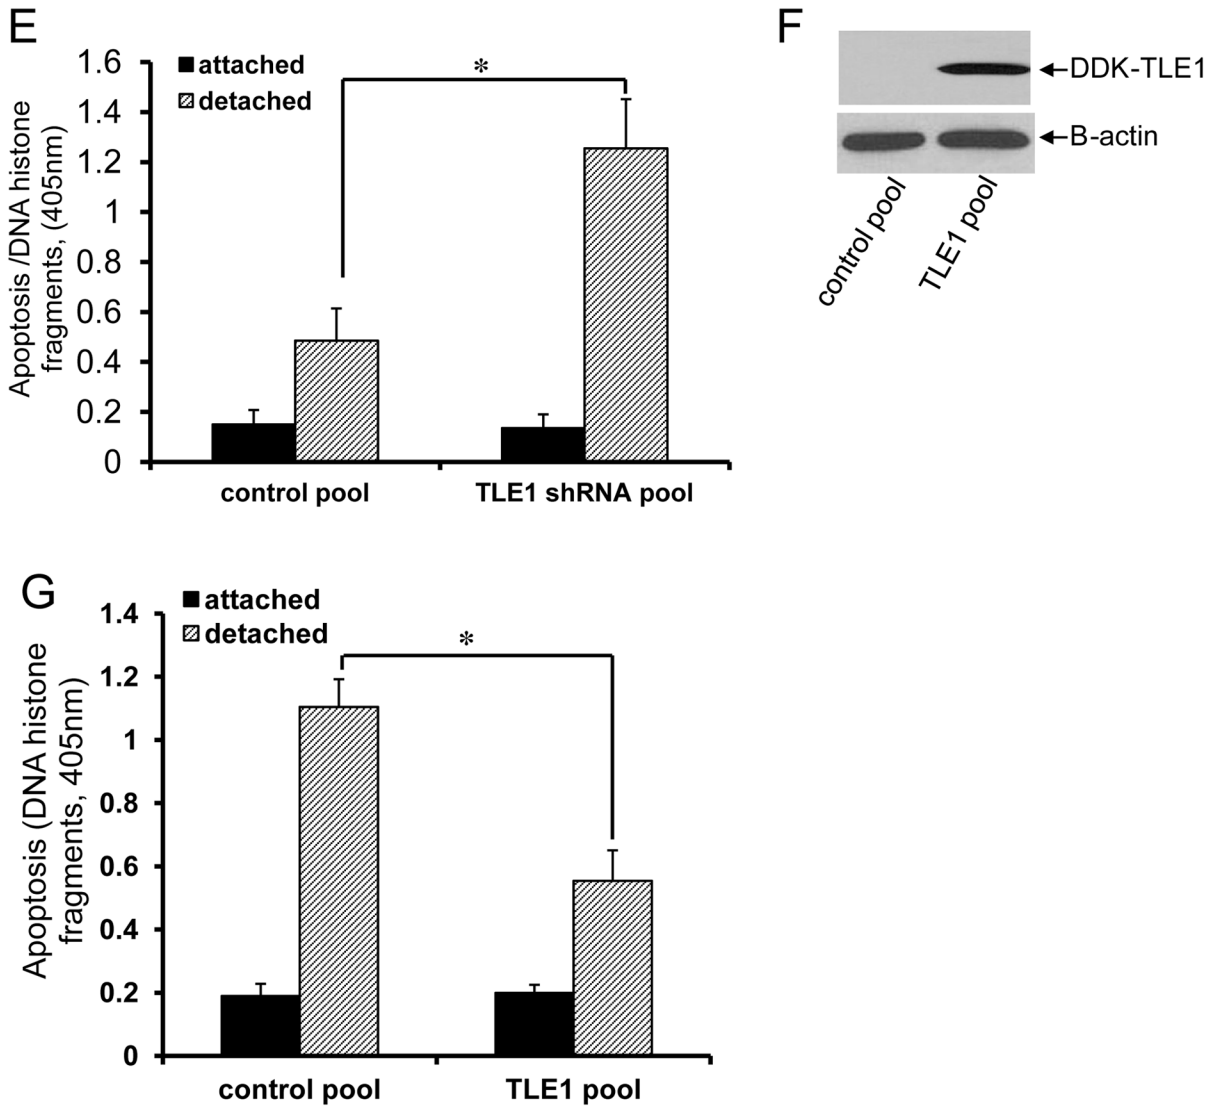 E
attached
detached
*
1.6
1.4
1.2
1
0.8
0.6
0.4
0.2
0
Apoptosis /DNA histone
fragments, (405nm)
control pool
TLE1 shRNA pool
F
DDK-TLE1
B-actin
control pool
TLE1 pool
G
attached
detached
*
1.4
1.2
1
0.8
0.6
0.4
0.2
0
Apoptosis (DNA histone
fragments, 405nm)
control pool
TLE1 pool